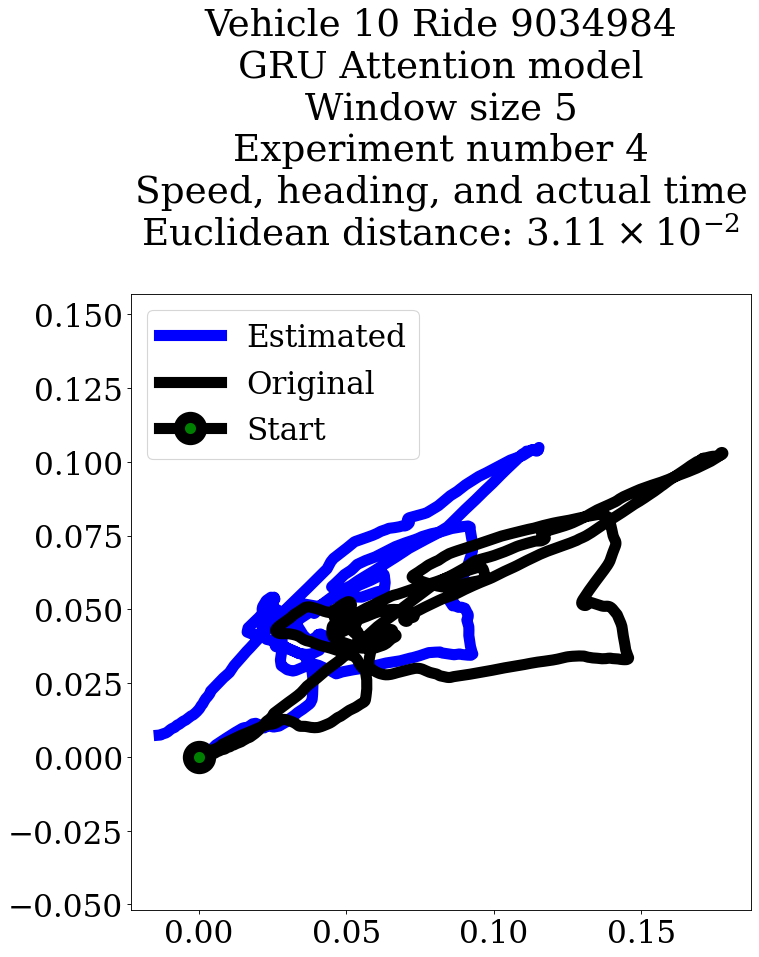 Vehicle 10 Ride 9034984
GRU Attention model
Window size 5
Experiment number 4
Speed, heading, and actual time
Euclidean distance: 3.11 × 10⁻²
Estimated
Original
Start
0.150
0.125
0.100
0.075
0.050
0.025
0.000
−0.025
−0.050
0.00 0.05 0.10 0.15